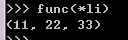 >>> func(*li)
(11, 22, 33)
>>>